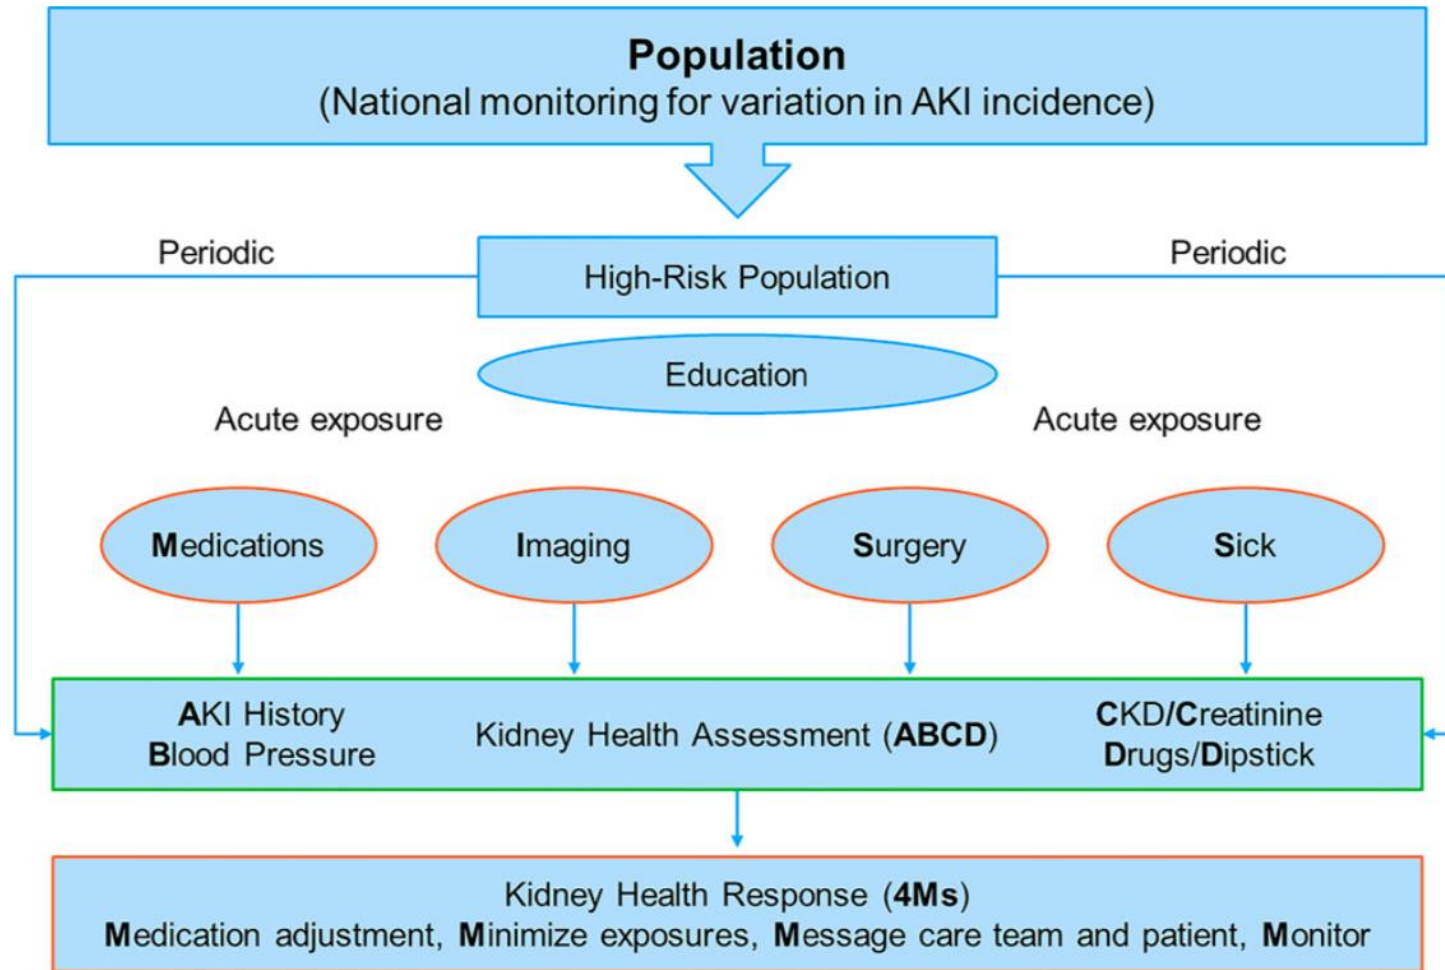 Population
(National monitoring for variation in AKI incidence)
Periodic
Periodic
High-Risk Population
Education
Acute exposure
Acute exposure
Medications
Imaging
Surgery
Sick
AKI History
Blood Pressure
Kidney Health Assessment (ABCD)
CKD/Creatinine
Drugs/Dipstick
Kidney Health Response (4Ms)
Medication adjustment, Minimize exposures, Message care team and patient, Monitor